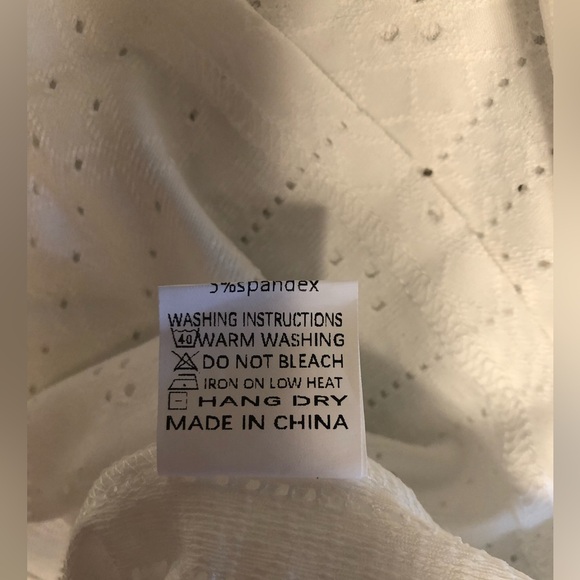 5%spandex
WASHING INSTRUCTIONS
40 WARM WASHING
DO NOT BLEACH
IRON ON LOW HEAT
HANG DRY
MADE IN CHINA